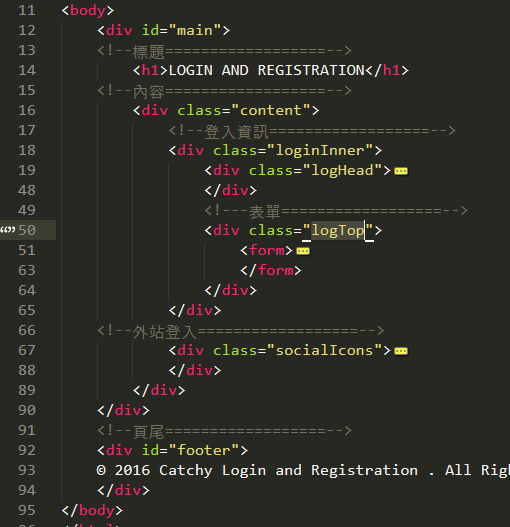 11 <body>
12 <div id="main">
13 <!--標題==================-->
14 <h1>LOGIN AND REGISTRATION</h1>
15 <!--內容==================-->
16 <div class="content">
17 <!--登入資訊==================-->
18 <div class="loginInner">
19 <div class="logHead">
48 </div>
49 <!---表單==================-->
50 <div class="logTop">
51 <form>
63 </form>
64 </div>
65 </div>
66 <!--外站登入==================-->
67 <div class="socialIcons">
88 </div>
89 </div>
90 </div>
91 <!--頁尾==================-->
92 <div id="footer">
93 © 2016 Catchy Login and Registration . All Rig
94 </div>
95 </body>